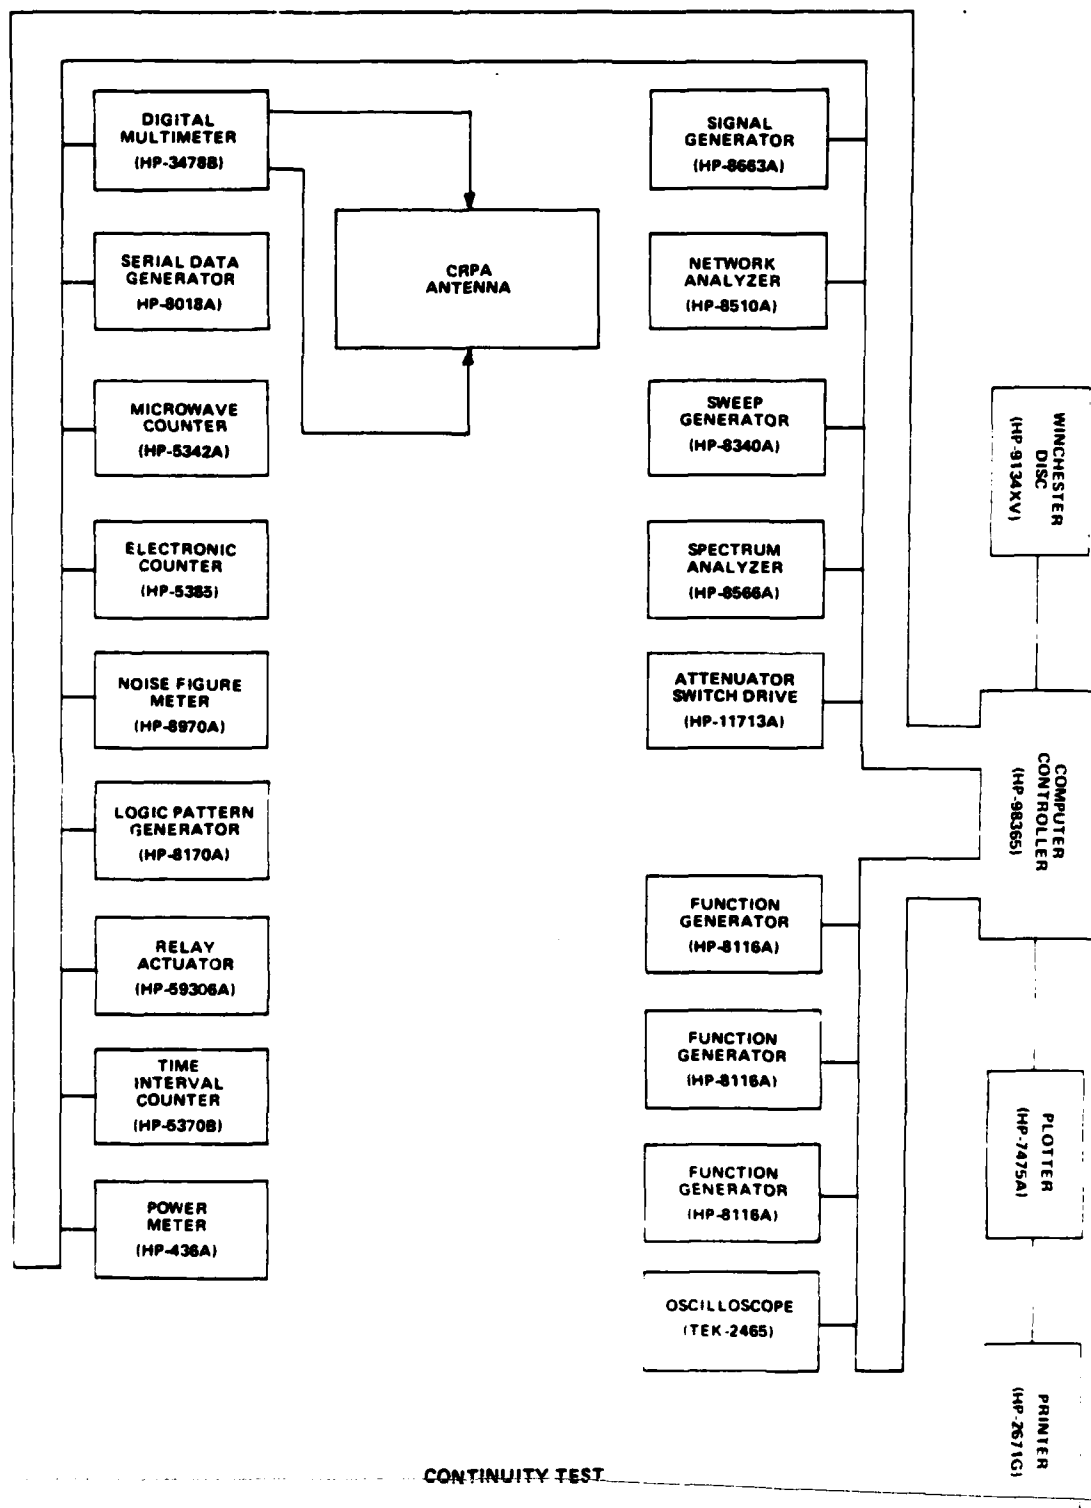 DIGITAL
MULTIMETER
(HP-3478B)
SERIAL DATA
GENERATOR
HP-8018A)
MICROWAVE
COUNTER
(HP-5342A)
ELECTRONIC
COUNTER
(HP-5385)
NOISE FIGURE
METER
(HP-8970A)
LOGIC PATTERN
GENERATOR
(HP-8170A)
RELAY
ACTUATOR
(HP-59306A)
TIME
INTERVAL
COUNTER
(HP-5370B)
POWER
METER
(HP-436A)
CRPA
ANTENNA
SIGNAL
GENERATOR
(HP-8663A)
NETWORK
ANALYZER
(HP-8510A)
SWEEP
GENERATOR
(HP-8340A)
SPECTRUM
ANALYZER
(HP-8566A)
ATTENUATOR
SWITCH DRIVE
(HP-11713A)
FUNCTION
GENERATOR
(HP-8116A)
FUNCTION
GENERATOR
(HP-8116A)
FUNCTION
GENERATOR
(HP-8116A)
OSCILLOSCOPE
(TEK-2465)
WINCHESTER
DISC
(HP-9134XV)
COMPUTER
CONTROLLER
(HP-98365)
PLOTTER
(HP-7475A)
PRINTER
(HP-2671G)
CONTINUITY TEST